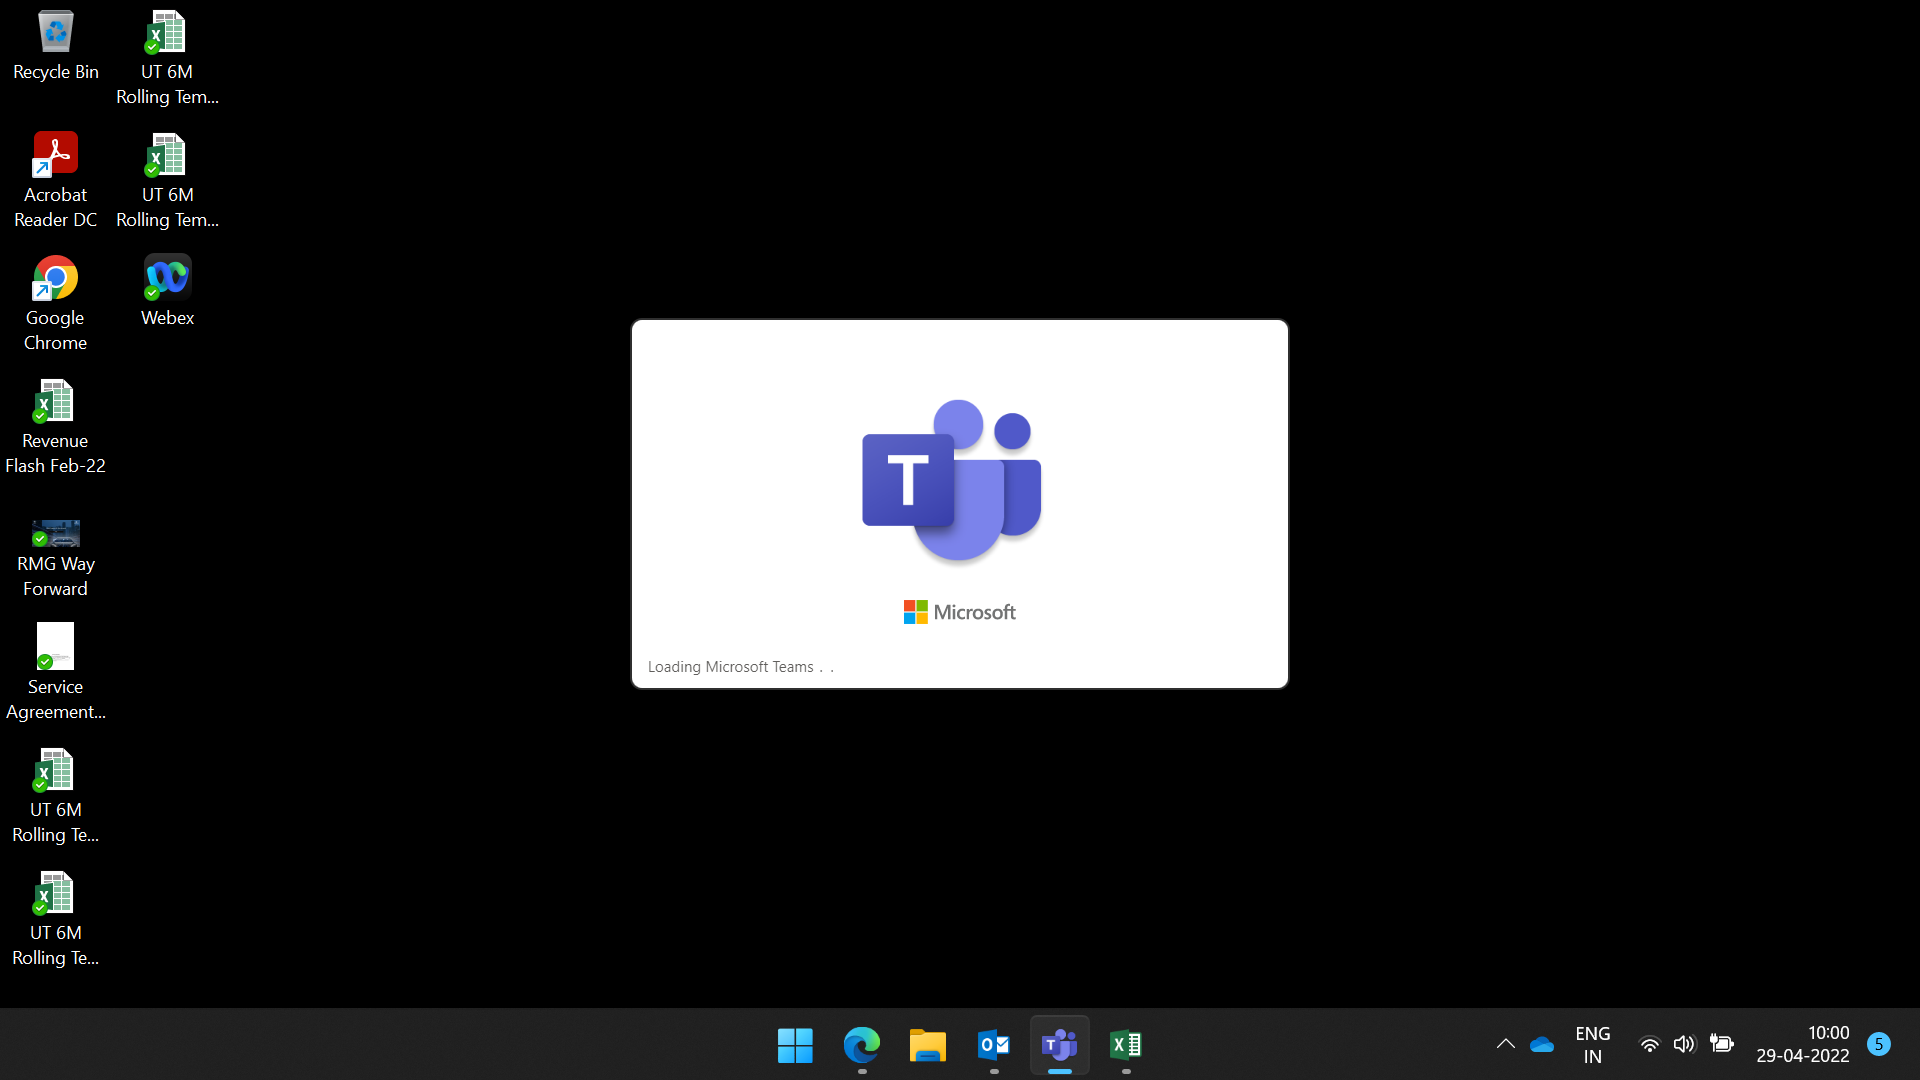 Recycle Bin
UT 6M
Rolling Tem...
Acrobat
Reader DC
UT 6M
Rolling Tem...
Google
Chrome
Webex
Revenue
Flash Feb-22
RMG Way
Forward
Service
Agreement...
UT 6M
Rolling Te...
UT 6M
Rolling Te...
T
Microsoft
Loading Microsoft Teams . .
ENG
IN
10:00
29-04-2022
5